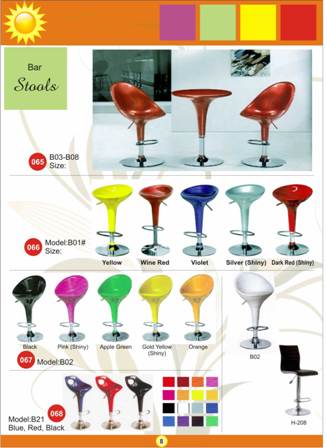 Bar
Stools
065
B03-B08
Size:
066
Model:B01#
Size:
Yellow
Wine Red
Violet
Silver (Shiny)
Dark Red (Shiny)
Black
Pink (Shiny)
Apple Green
Gold Yellow
(Shiny)
Orange
B02
067
Model:B02
068
Model:B21
Blue, Red, Black
H-208
8